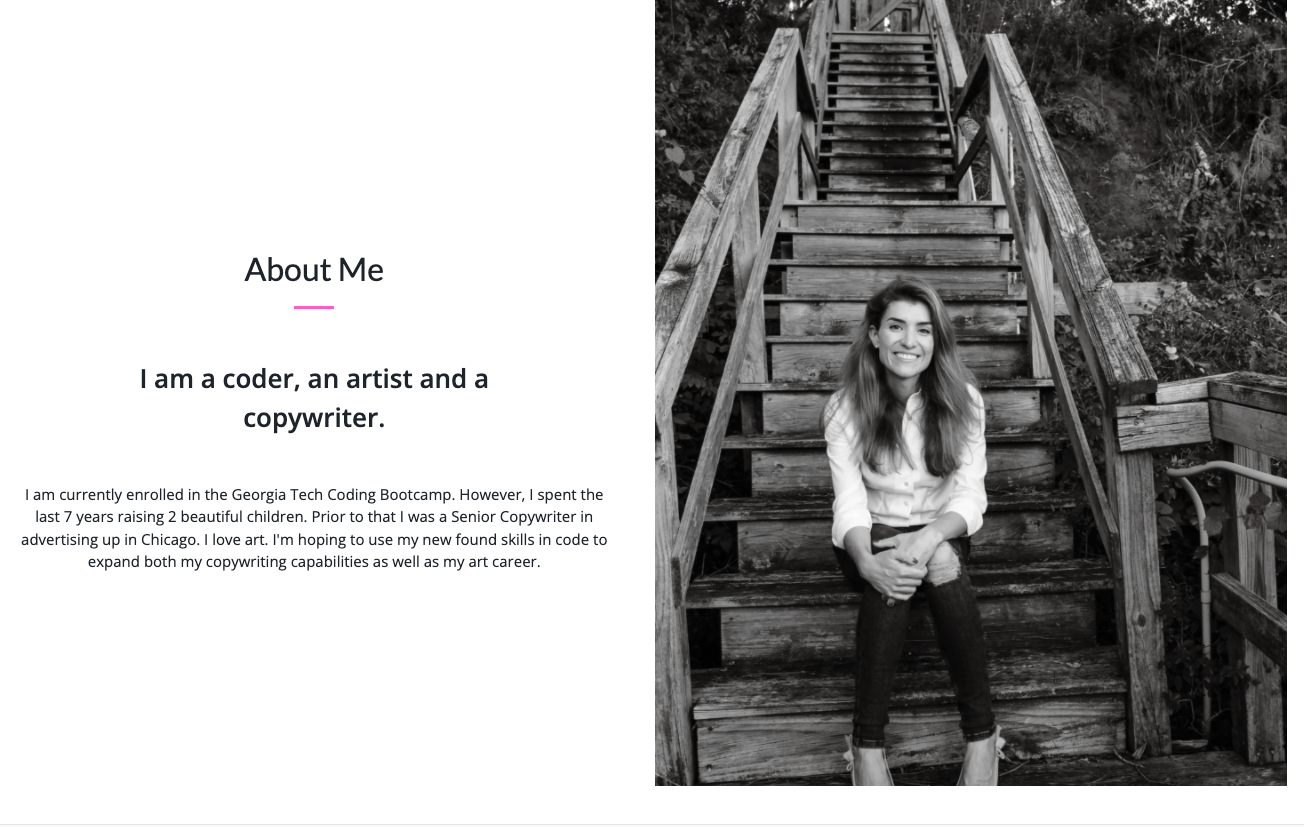 About Me
I am a coder, an artist and a
copywriter.
I am currently enrolled in the Georgia Tech Coding Bootcamp. However, I spent the
last 7 years raising 2 beautiful children. Prior to that I was a Senior Copywriter in
advertising up in Chicago. I love art. I'm hoping to use my new found skills in code to
expand both my copywriting capabilities as well as my art career.